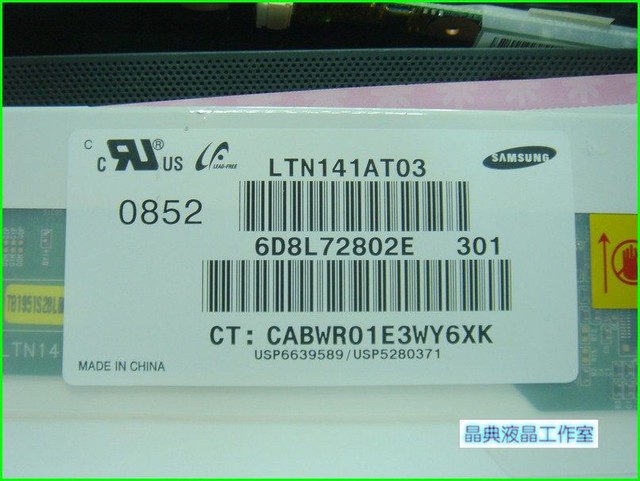 C
C UR ® US
LEAD-FREE
LTN141AT03
SAMSUNG
0852
6D8L72802E 301
CT: CABWR01E3WY6XK
USP6639589/USP5280371
MADE IN CHINA
LTN14
晶典液晶工作室